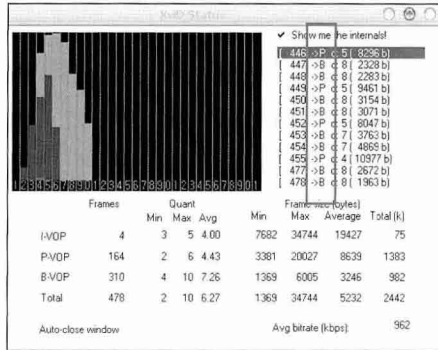 XviD Status
✔ Show me the internals!
[ 446 ->P q: 5 ( 8296 b)
[ 447 ->B q: 8 ( 2328 b)
[ 448 ->B q: 8 ( 2283 b)
[ 449 ->P q: 5 ( 9461 b)
[ 450 ->B q: 8 ( 3154 b)
[ 451 ->B q: 8 ( 3071 b)
[ 452 ->P q: 5 ( 8047 b)
[ 453 ->B q: 7 ( 3763 b)
[ 454 ->B q: 7 ( 4869 b)
[ 455 ->P q: 4 (10977 b)
[ 477 ->B q: 8 ( 2672 b)
[ 478 ->B q: 8 ( 1963 b)
1 2 3 4 5 6 7 8 9 0 1 2 3 4 5 6 7 8 9 0 1 2 3 4 5 6 7 8 9 0 1
Frames Quant Frame size (bytes)
Min Max Avg Min Max Average Total (k)
I-VOP 4 3 5 4.00 7682 34744 19427 75
P-VOP 164 2 6 4.43 3381 20027 8639 1383
B-VOP 310 4 10 7.26 1369 6005 3246 982
Total 478 2 10 6.27 1369 34744 5232 2442
Auto-close window Avg bitrate (kbps): 962